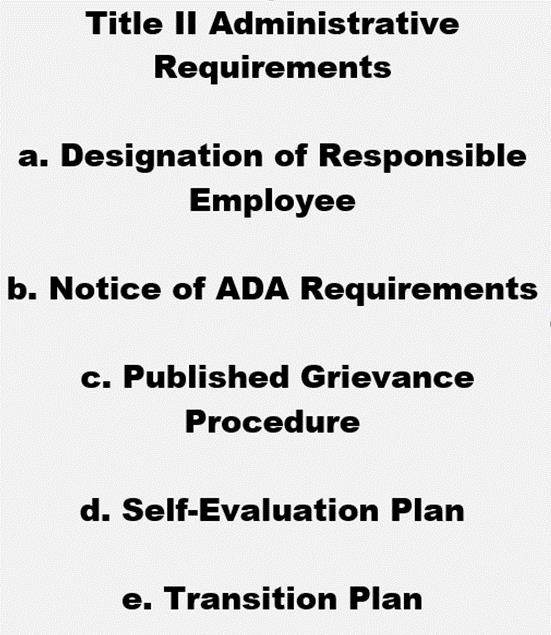 Title II Administrative
Requirements
a. Designation of Responsible
Employee
b. Notice of ADA Requirements
c. Published Grievance
Procedure
d. Self-Evaluation Plan
e. Transition Plan